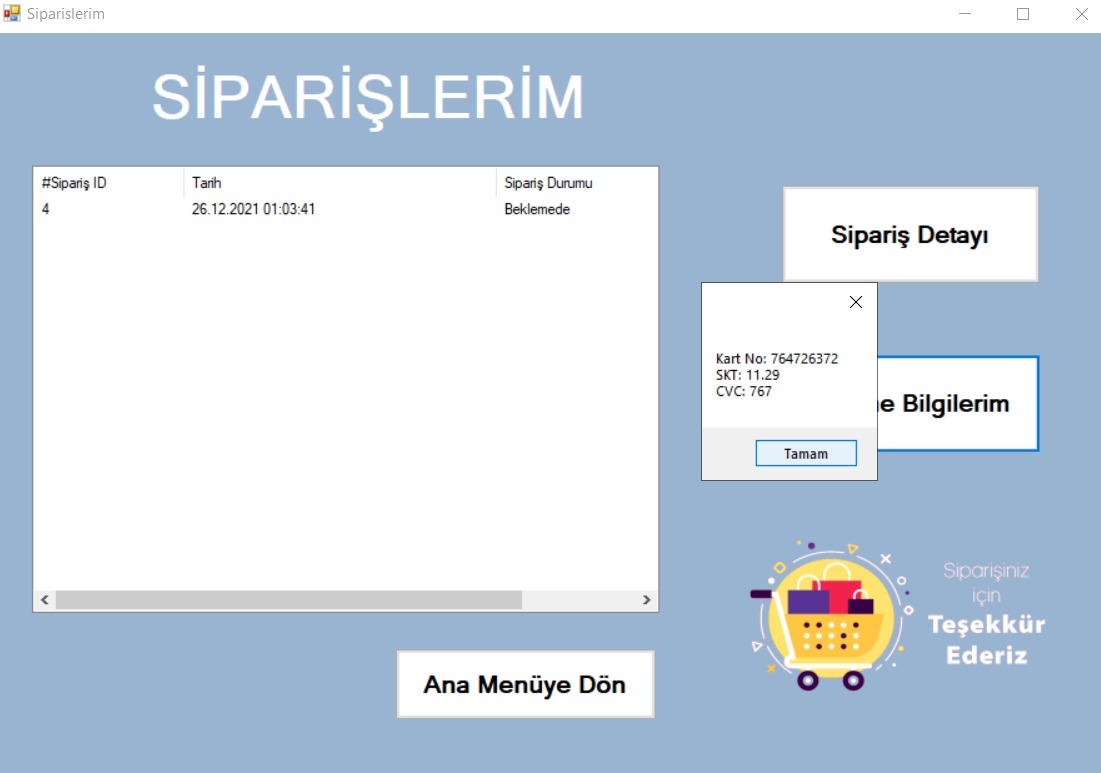 Siparislerim
SİPARİŞLERİM
#Sipariş ID Tarih Sipariş Durumu
4 26.12.2021 01:03:41 Beklemede
Sipariş Detayı
Kart No: 764726372
SKT: 11.29
CVC: 767
Tamam
e Bilgilerim
Siparişiniz
için
Teşekkür
Ederiz
Ana Menüye Dön